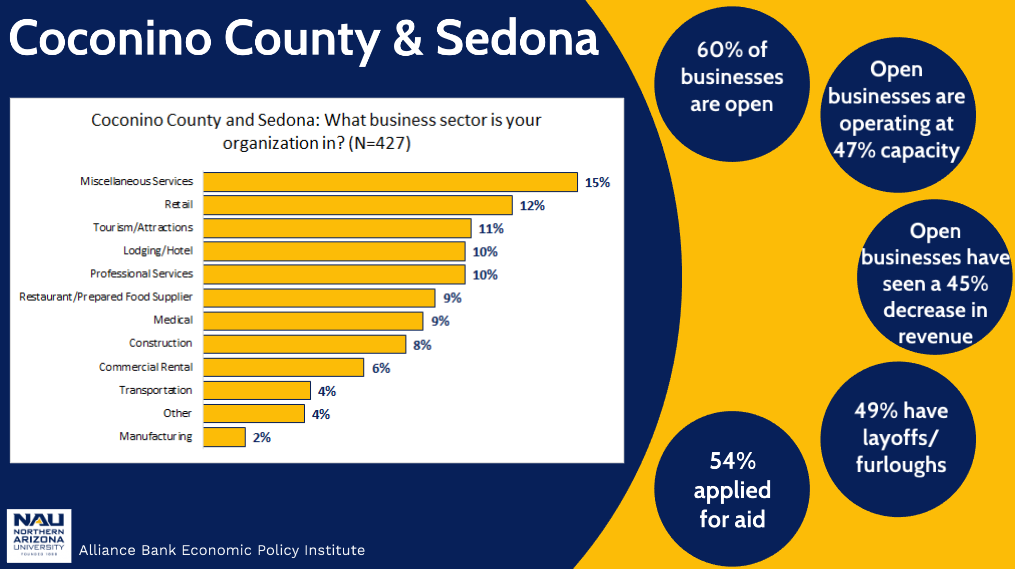 Coconino County & Sedona
Coconino County and Sedona: What business sector is your
organization in? (N=427)
Miscellaneous Services 15%
Retail 12%
Tourism/Attractions 11%
Lodging/Hotel 10%
Professional Services 10%
Restaurant/Prepared Food Supplier 9%
Medical 9%
Construction 8%
Commercial Rental 6%
Transportation 4%
Other 4%
Manufacturing 2%
60% of
businesses
are open
Open
businesses are
operating at
47% capacity
Open
businesses have
seen a 45%
decrease in
revenue
49% have
layoffs/
furloughs
54%
applied
for aid
NAU
NORTHERN
ARIZONA
UNIVERSITY
FOUNDED 1899
Alliance Bank Economic Policy Institute